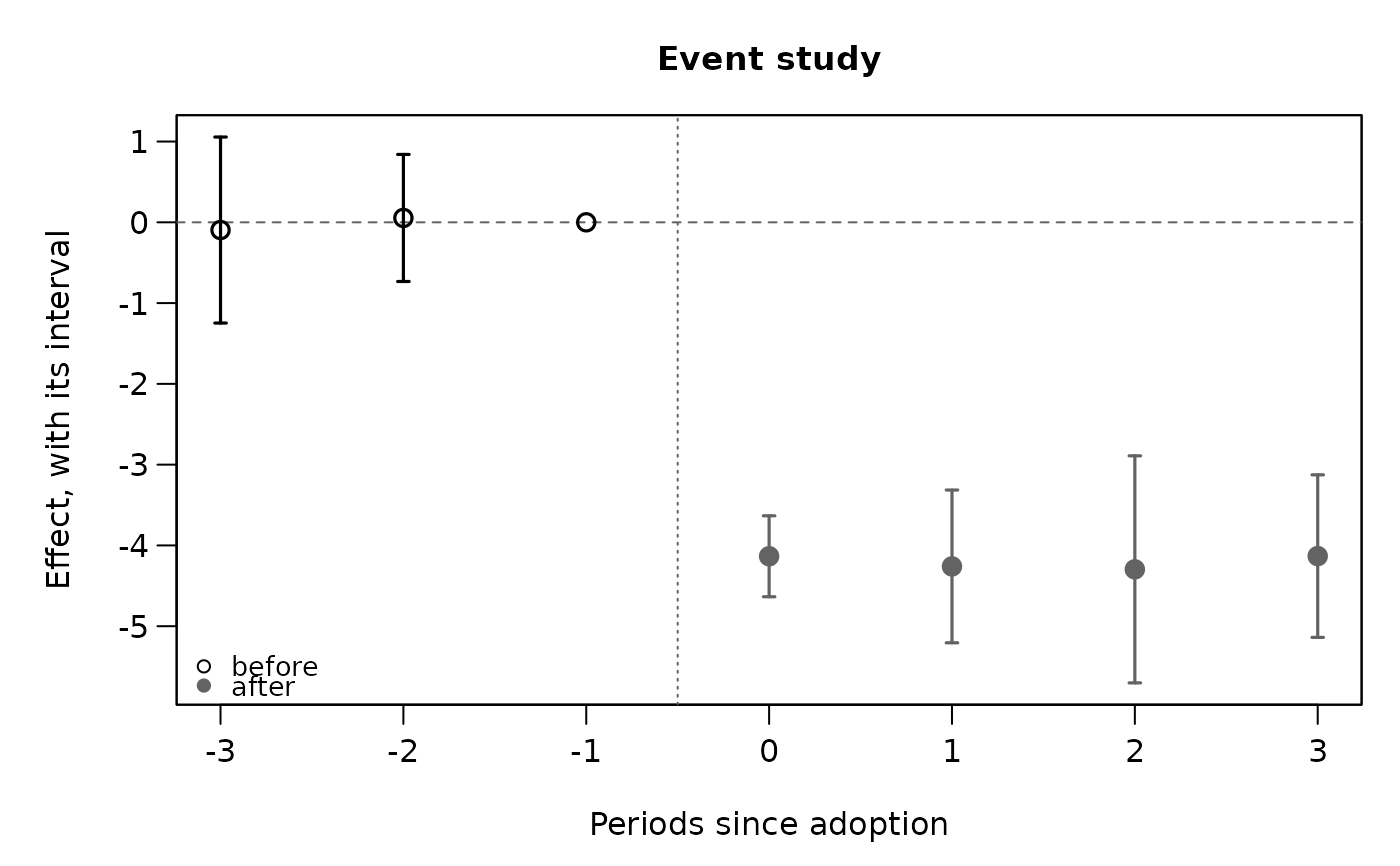 Event study
Effect, with its interval
1
0
-1
-2
-3
-4
-5
before
after
-3 -2 -1 0 1 2 3
Periods since adoption